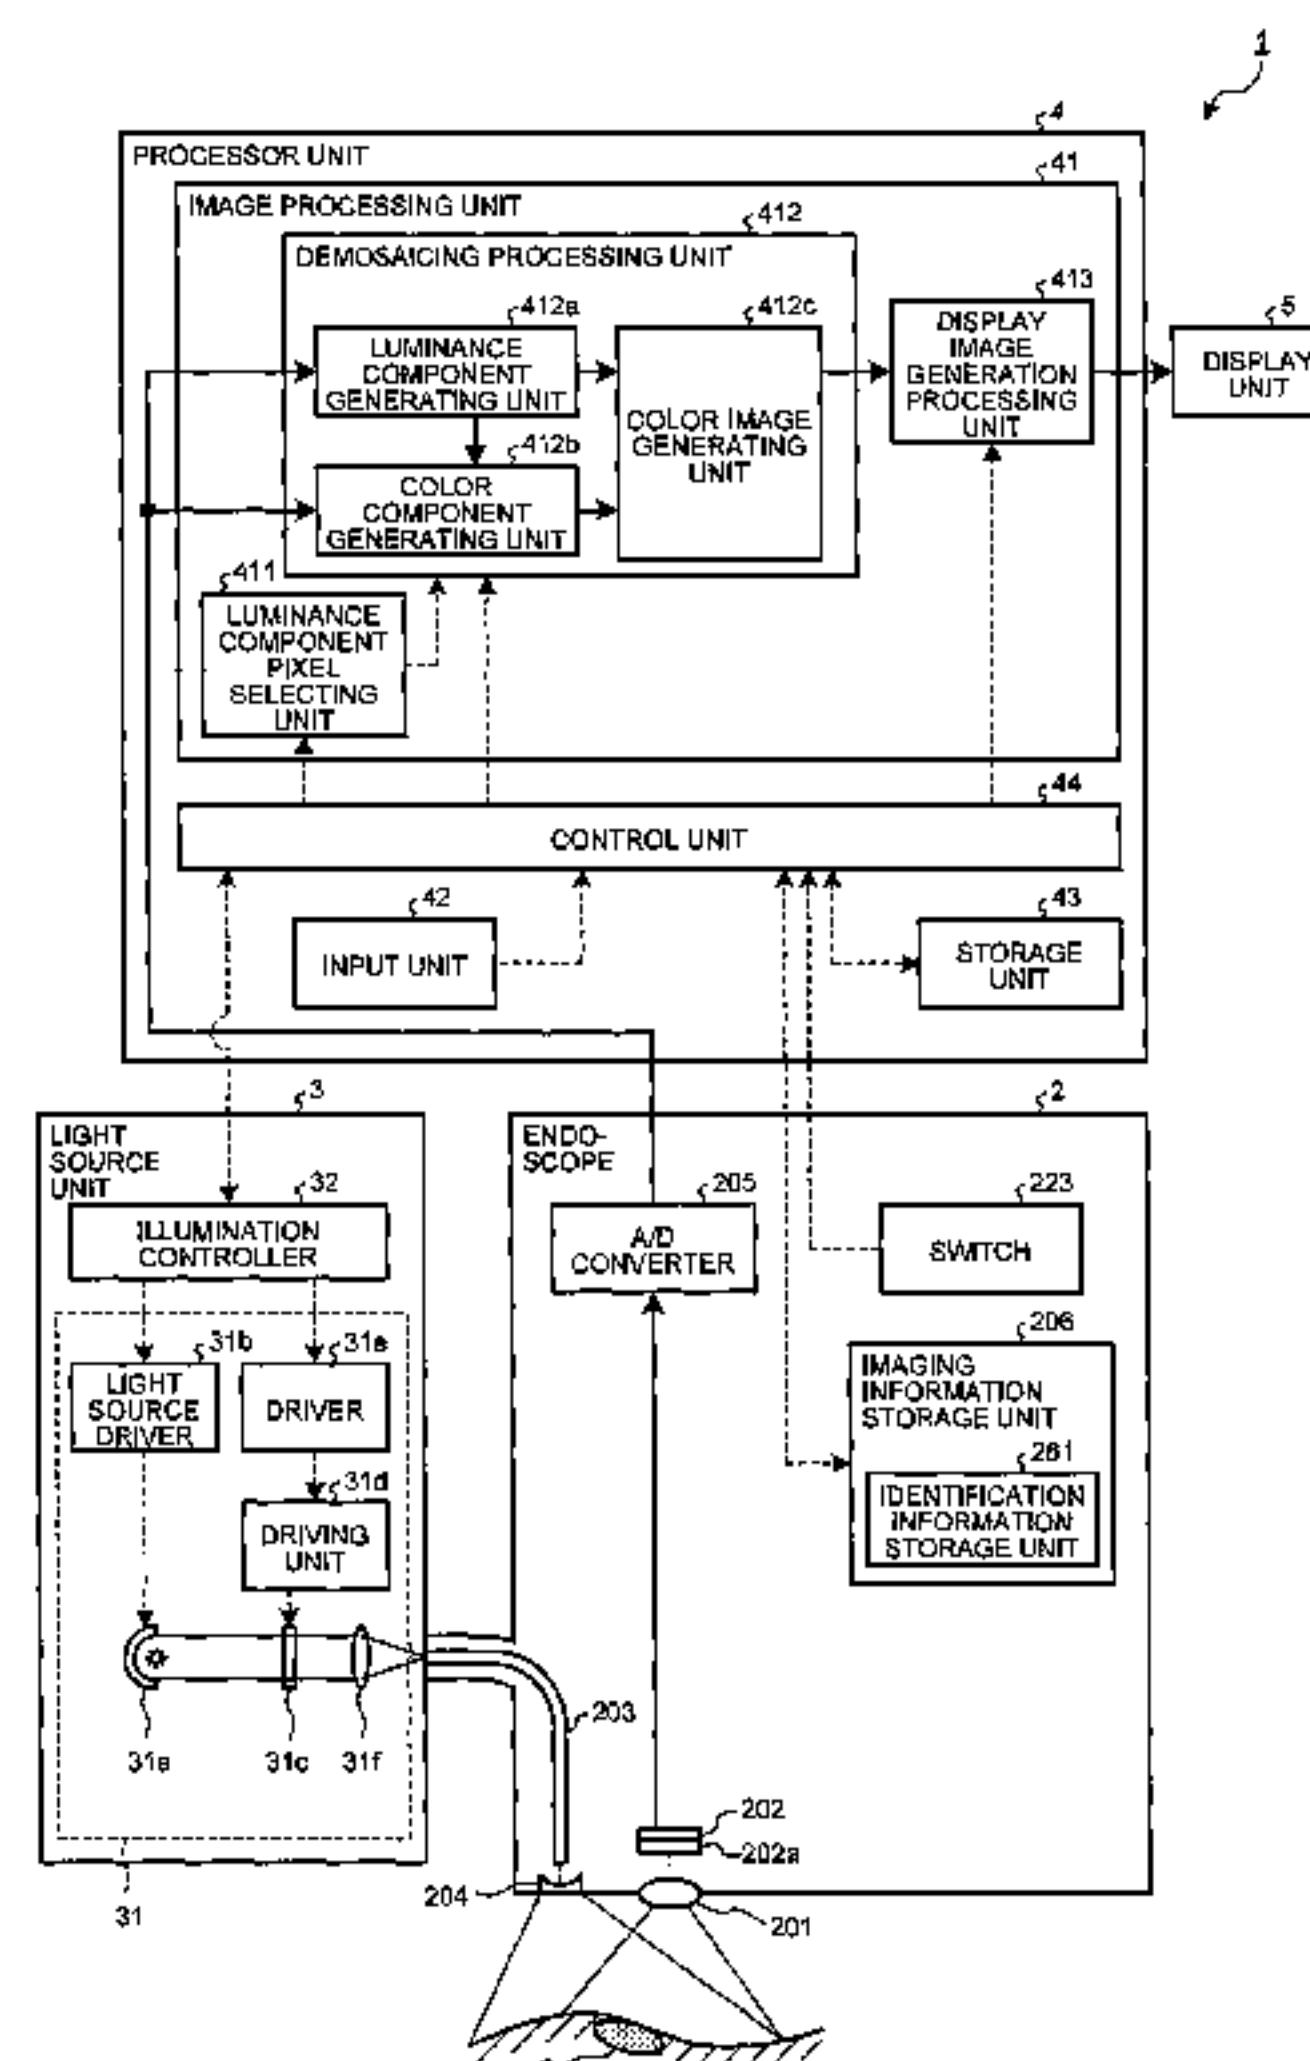 1
4
PROCESSOR UNIT
41
IMAGE PROCESSING UNIT
412
DEMOSAICING PROCESSING UNIT
412a
LUMINANCE
COMPONENT
GENERATING UNIT
412b
COLOR
COMPONENT
GENERATING UNIT
412c
COLOR IMAGE
GENERATING
UNIT
413
DISPLAY
IMAGE
GENERATION
PROCESSING
UNIT
5
DISPLAY
UNIT
411
LUMINANCE
COMPONENT
PIXEL
SELECTING
UNIT
44
CONTROL UNIT
42
INPUT UNIT
43
STORAGE
UNIT
3
LIGHT
SOURCE
UNIT
32
ILLUMINATION
CONTROLLER
31b
LIGHT
SOURCE
DRIVER
31e
DRIVER
31d
DRIVING
UNIT
31a
31c
31f
31
2
ENDO-
SCOPE
205
A/D
CONVERTER
223
SWITCH
206
IMAGING
INFORMATION
STORAGE UNIT
261
IDENTIFICATION
INFORMATION
STORAGE UNIT
203
202
202a
204
201